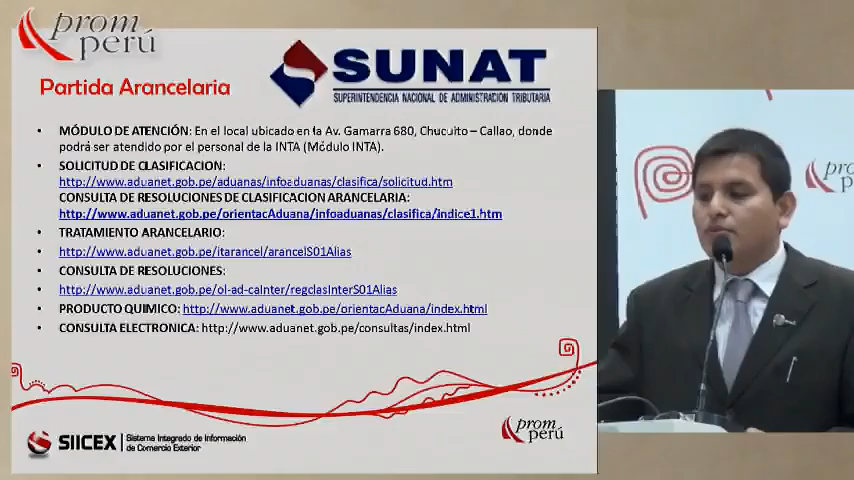 prom
perú
Partida Arancelaria
SUNAT
SUPERINTENDENCIA NACIONAL DE ADMINISTRACIÓN TRIBUTARIA
• MÓDULO DE ATENCIÓN: En el local ubicado en la Av. Gamarra 680, Chucuito – Callao, donde
podrá ser atendido por el personal de la INTA (Módulo INTA).
• SOLICITUD DE CLASIFICACION:
http://www.aduanet.gob.pe/aduanas/infoaduanas/clasifica/solicitud.htm
CONSULTA DE RESOLUCIONES DE CLASIFICACION ARANCELARIA:
http://www.aduanet.gob.pe/orientacAduana/infoaduanas/clasifica/indice1.htm
• TRATAMIENTO ARANCELARIO:
• http://www.aduanet.gob.pe/itarancel/arancelS01Alias
• CONSULTA DE RESOLUCIONES:
• http://www.aduanet.gob.pe/ol-ad-caInter/regclasInterS01Alias
• PRODUCTO QUIMICO: http://www.aduanet.gob.pe/orientacAduana/index.html
• CONSULTA ELECTRONICA: http://www.aduanet.gob.pe/consultas/index.html
SIICEX
Sistema Integrado de Información
de Comercio Exterior
prom
perú
pro
pe